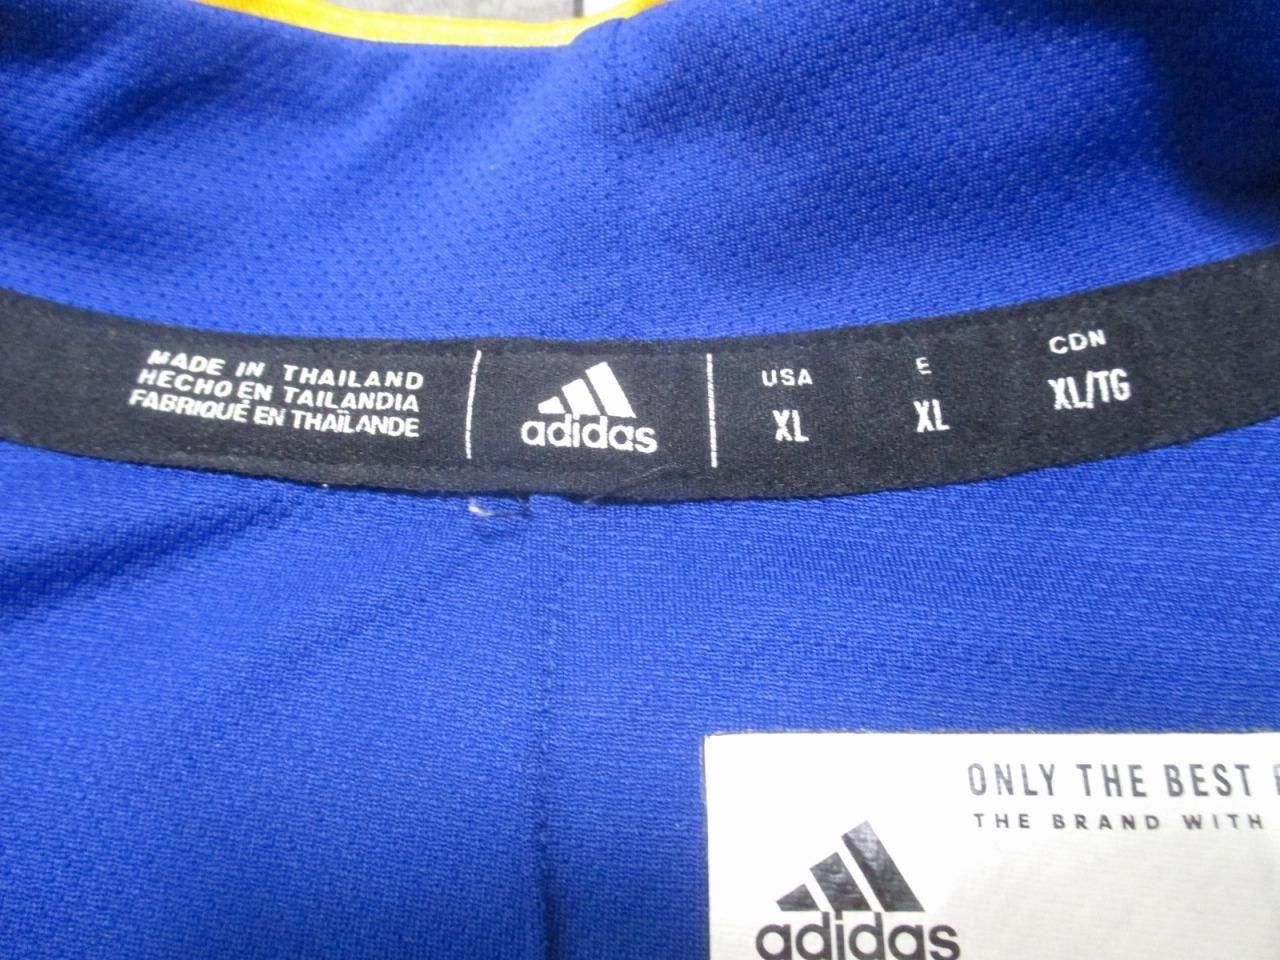 MADE IN THAILAND
HECHO EN TAILANDIA
FABRIQUÉ EN THAÏLANDE
adidas
USA
XL
E
XL
CDN
XL/TG
ONLY THE BEST
THE BRAND WITH
adidas